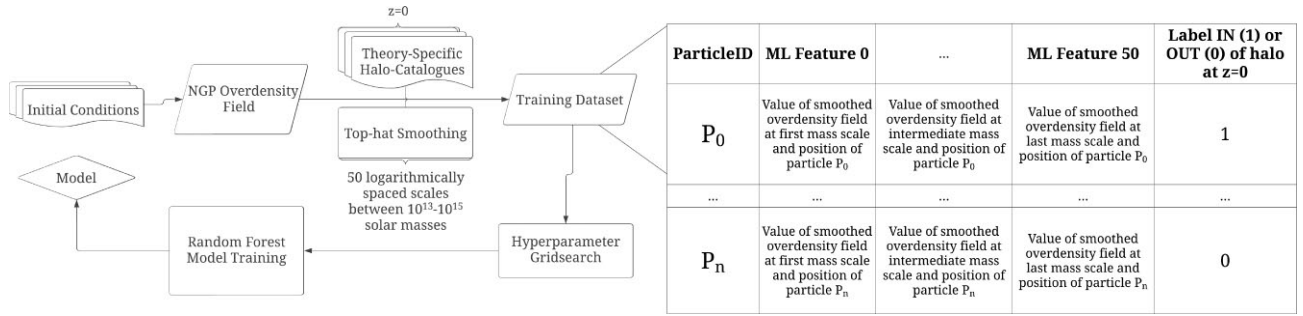 z=0
Theory-Specific
Halo-Catalogues
Initial Conditions
NGP Overdensity
Field
Training Dataset
Top-hat Smoothing
50 logarithmically
spaced scales
between 10¹³-10¹⁵
solar masses
Model
Random Forest
Model Training
Hyperparameter
Gridsearch
ParticleID ML Feature 0 ... ML Feature 50 Label IN (1) or
OUT (0) of halo
at z=0
P₀
Value of smoothed
overdensity field
at first mass scale
and position of
particle P₀
Value of smoothed
overdensity field at
intermediate mass
scale and position of
particle P₀
Value of smoothed
overdensity field at
last mass scale and
position of particle P₀
1
... ... ... ... ...
Pₙ
Value of smoothed
overdensity field
at first mass scale
and position of
particle Pₙ
Value of smoothed
overdensity field at
intermediate mass
scale and position of
particle Pₙ
Value of smoothed
overdensity field at
last mass scale and
position of particle Pₙ
0